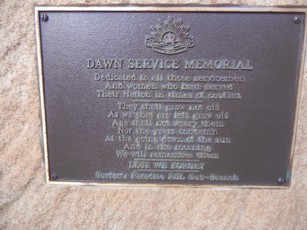 DAWN SERVICE MEMORIAL
Dedicated to all those servicemen
And women who have served
Their Nation in times of conflict
They shall grow not old
As we that are left grow old
Age shall not weary them
Nor the years condemn
At the going down of the sun
And in the morning
We will remember them
LEST WE FORGET
Surfers Paradise RSL Sub-Branch